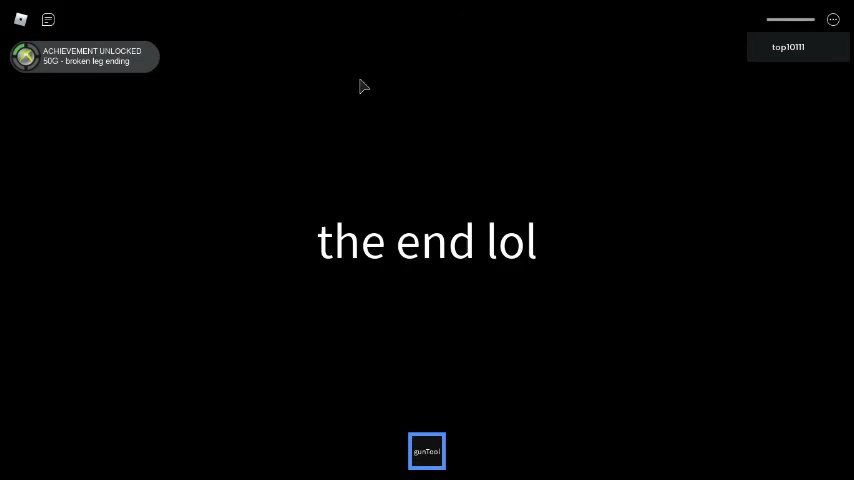 ACHIEVEMENT UNLOCKED
50G - broken leg ending
top10111
the end lol
gunTool